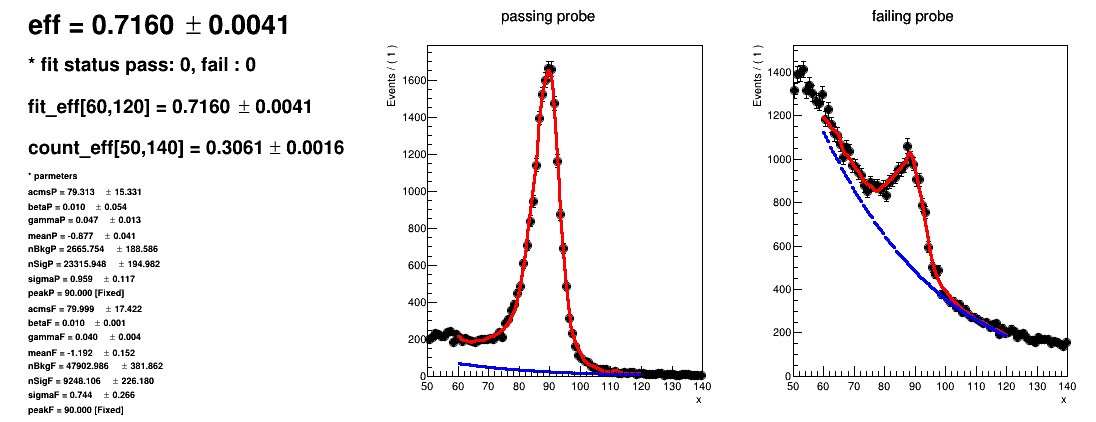 eff = 0.7160 ± 0.0041
* fit status pass: 0, fail : 0
fit_eff[60,120] = 0.7160 ± 0.0041
count_eff[50,140] = 0.3061 ± 0.0016
* parmeters
acmsP = 79.313 ± 15.331
betaP = 0.010 ± 0.054
gammaP = 0.047 ± 0.013
meanP = -0.877 ± 0.041
nBkgP = 2665.754 ± 188.586
nSigP = 23315.948 ± 194.982
sigmaP = 0.959 ± 0.117
peakP = 90.000 [Fixed]
acmsF = 79.999 ± 17.422
betaF = 0.010 ± 0.001
gammaF = 0.040 ± 0.004
meanF = -1.192 ± 0.152
nBkgF = 47902.986 ± 381.862
nSigF = 9248.106 ± 226.180
sigmaF = 0.744 ± 0.266
peakF = 90.000 [Fixed]
passing probe
Events / ( 1 )
1600
1400
1200
1000
800
600
400
200
0
50 60 70 80 90 100 110 120 130 140
x
failing probe
Events / ( 1 )
1400
1200
1000
800
600
400
200
0
50 60 70 80 90 100 110 120 130 140
x